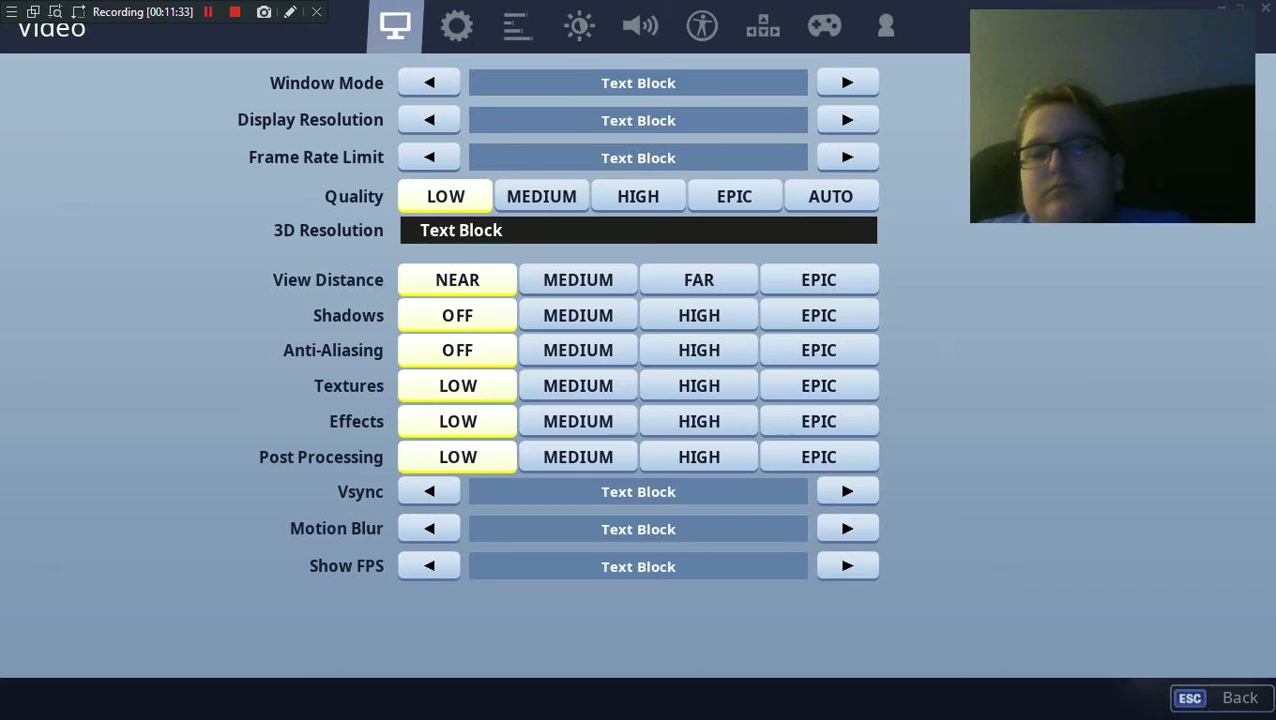 Recording [00:11:33]
Video
Window Mode Text Block
Display Resolution Text Block
Frame Rate Limit Text Block
Quality LOW MEDIUM HIGH EPIC AUTO
3D Resolution Text Block
View Distance NEAR MEDIUM FAR EPIC
Shadows OFF MEDIUM HIGH EPIC
Anti-Aliasing OFF MEDIUM HIGH EPIC
Textures LOW MEDIUM HIGH EPIC
Effects LOW MEDIUM HIGH EPIC
Post Processing LOW MEDIUM HIGH EPIC
Vsync Text Block
Motion Blur Text Block
Show FPS Text Block
ESC Back